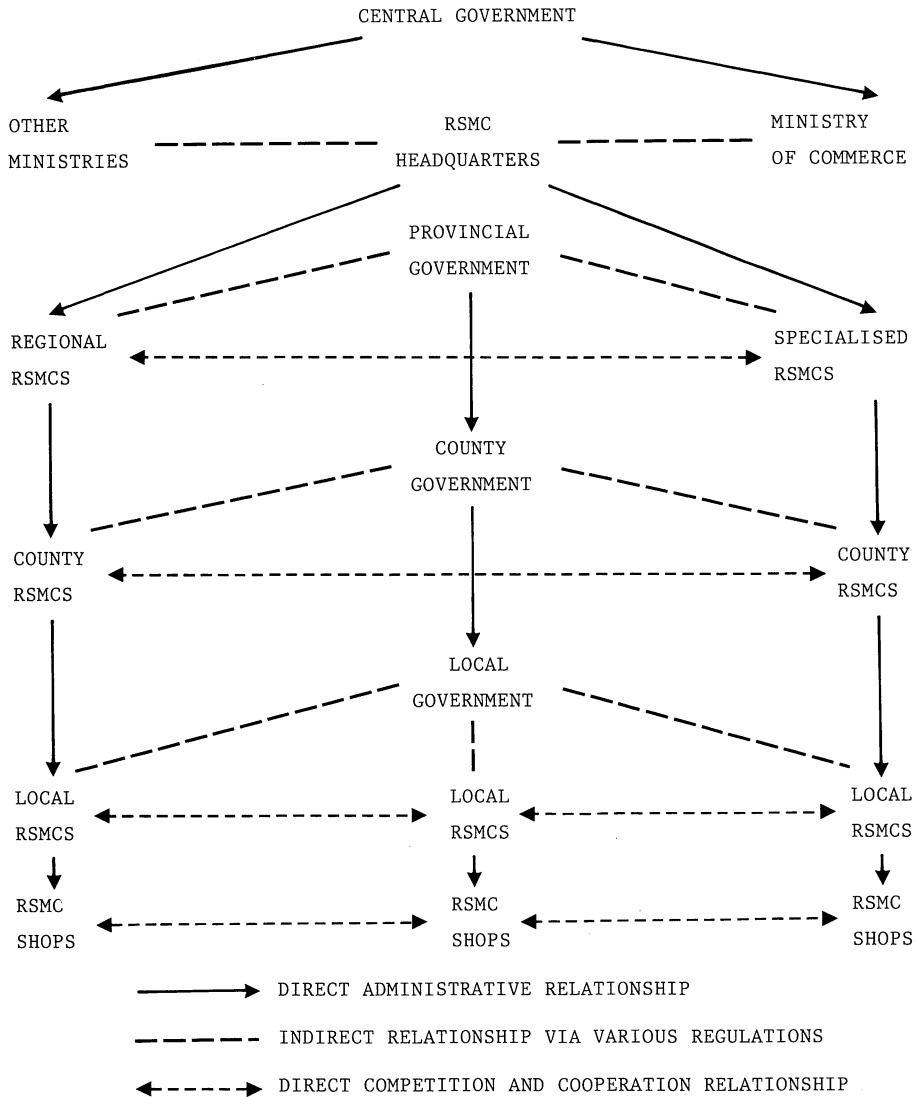 CENTRAL GOVERNMENT
OTHER
MINISTRIES
RSMC
HEADQUARTERS
MINISTRY
OF COMMERCE
PROVINCIAL
GOVERNMENT
REGIONAL
RSMCS
SPECIALISED
RSMCS
COUNTY
GOVERNMENT
COUNTY
RSMCS
COUNTY
RSMCS
LOCAL
GOVERNMENT
LOCAL
RSMCS
LOCAL
RSMCS
LOCAL
RSMCS
RSMC
SHOPS
RSMC
SHOPS
RSMC
SHOPS
DIRECT ADMINISTRATIVE RELATIONSHIP
INDIRECT RELATIONSHIP VIA VARIOUS REGULATIONS
DIRECT COMPETITION AND COOPERATION RELATIONSHIP